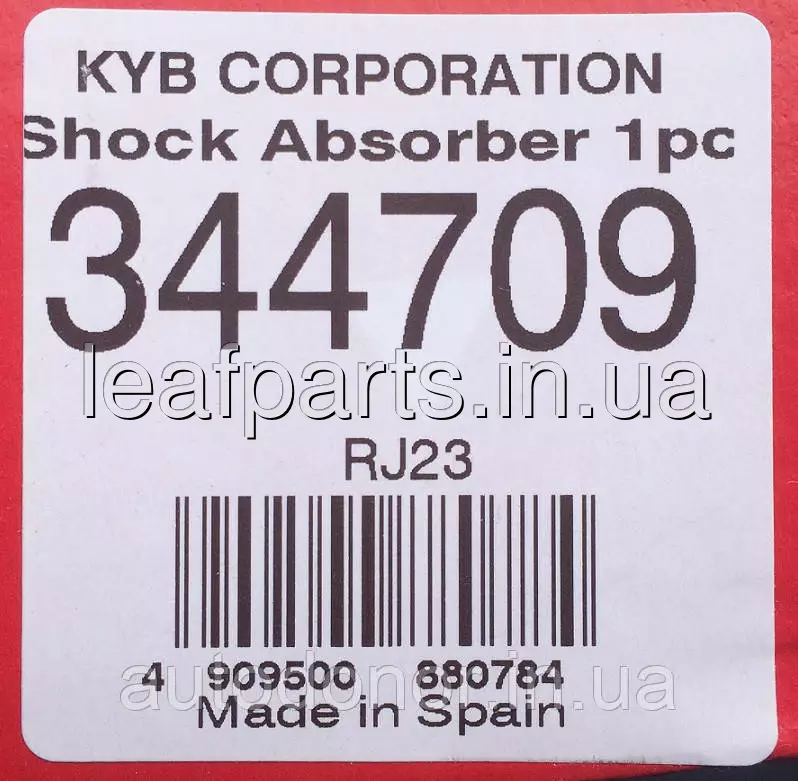 KYB CORPORATION
Shock Absorber 1pc
344709
leafparts.in.ua
RJ23
4 909500 880784
autodonor.in.ua
Made in Spain